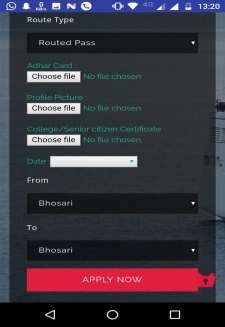 4G 13:20
Route Type
Routed Pass
Adhar Card
Choose file No file chosen
Profile Picture
Choose file No file chosen
College/Senior citizen Certificate
Choose file No file chosen
Date
From
Bhosari
To
Bhosari
APPLY NOW